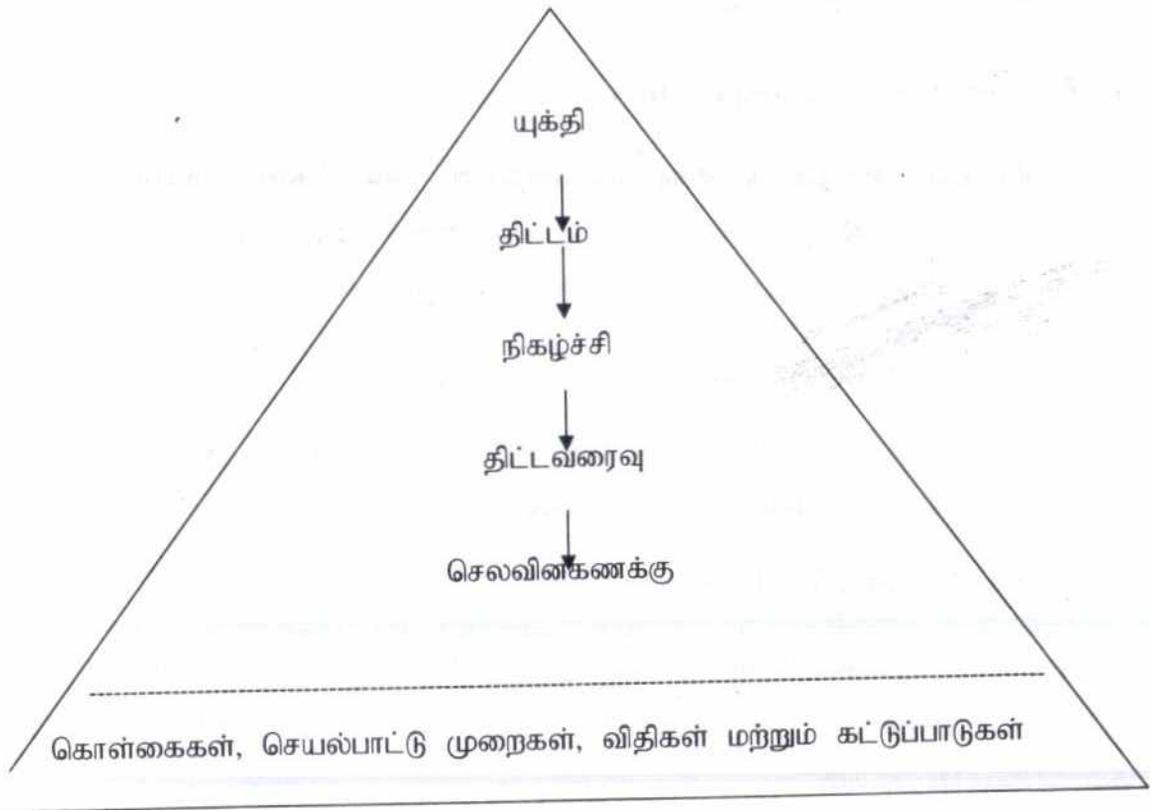 யுக்தி
திட்டம்
நிகழ்ச்சி
திட்டவரைவு
செலவினகணக்கு
கொள்கைகள், செயல்பாட்டு முறைகள், விதிகள் மற்றும் கட்டுப்பாடுகள்